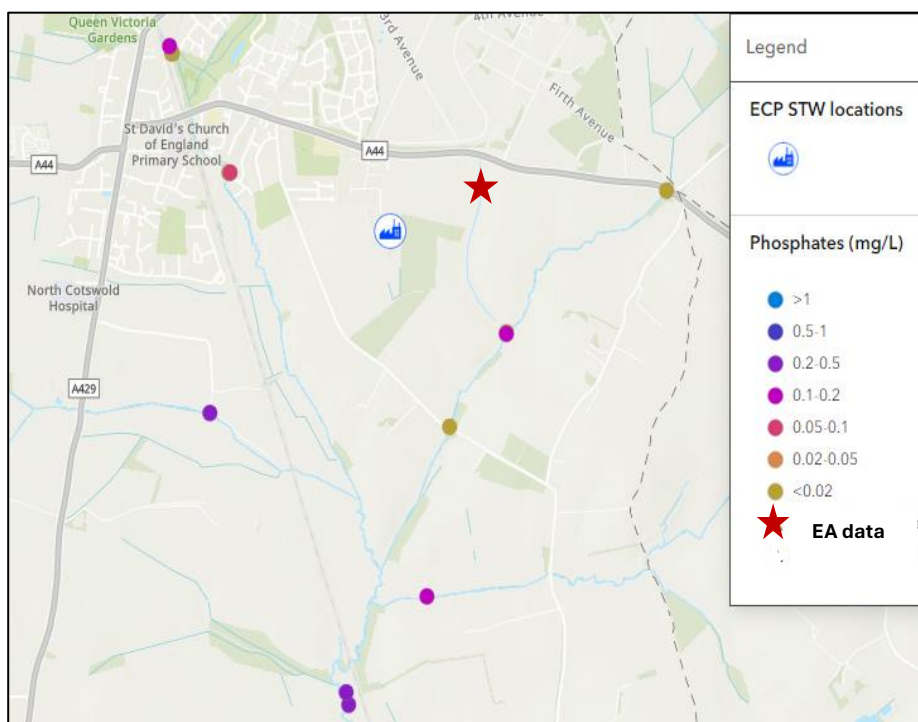 Queen Victoria
Gardens
4th Avenue
3rd Avenue
Firth Avenue
St David's Church
of England
Primary School
A44
A44
North Cotswold
Hospital
A429
Legend
ECP STW locations
Phosphates (mg/L)
>1
0.5-1
0.2-0.5
0.1-0.2
0.05-0.1
0.02-0.05
<0.02
EA data